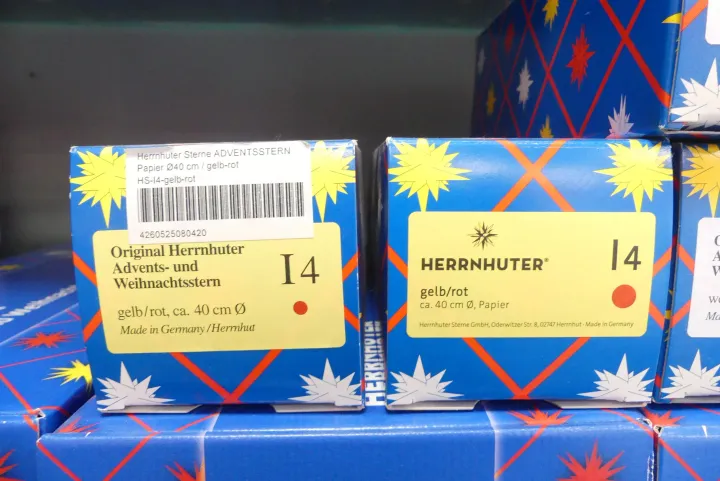 Herrnhuter Sterne ADVENTSSTERN
Papier Ø40 cm / gelb-rot
HS-I4-gelb-rot
4260525080420
Original Herrnhuter
Advents- und
Weihnachtsstern
I4
gelb/rot, ca. 40 cm Ø
Made in Germany/Herrnhut
HERRNHUTER®
I4
gelb/rot
ca. 40 cm Ø, Papier
Herrnhuter Sterne GmbH, Oderwitzer Str. 8, 02747 Herrnhut - Made in Germany